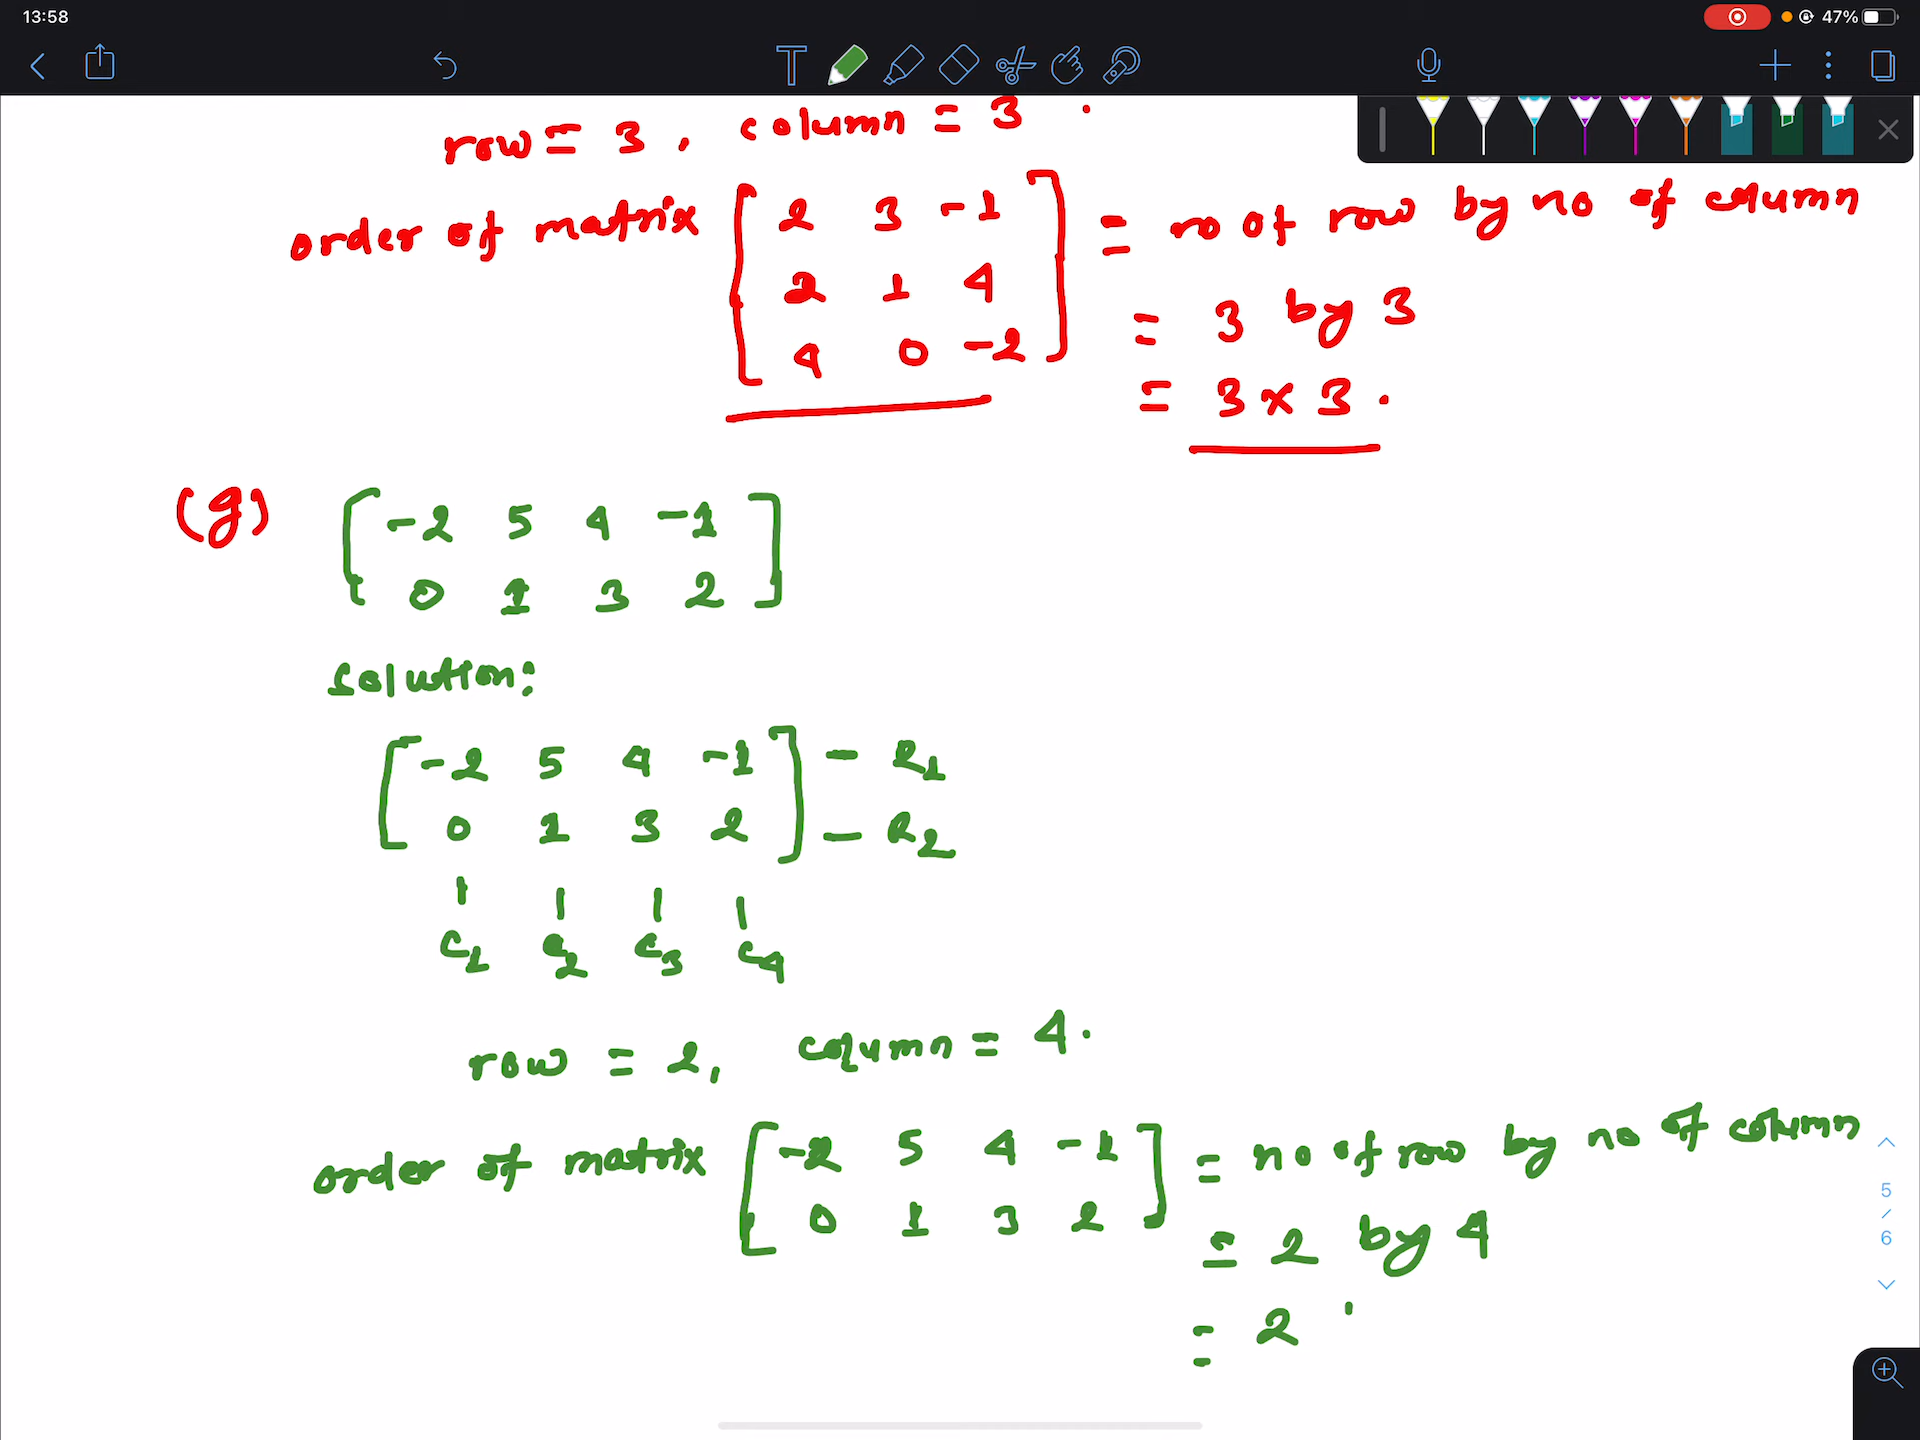 13:58
47%
row = 3, column = 3.
order of matrix [ 2 3 -1 = no of row by no of column
2 1 4 = 3 by 3
4 0 -2 ] = 3 x 3.
(g) [ -2 5 4 -1
0 1 3 2 ]
Solution:
[ -2 5 4 -1 - R1
0 1 3 2 ] - R2
C1 C2 C3 C4
row = 2, column = 4.
order of matrix [ -2 5 4 -1 = no of row by no of column
0 1 3 2 ] = 2 by 4
= 2
5
/
6